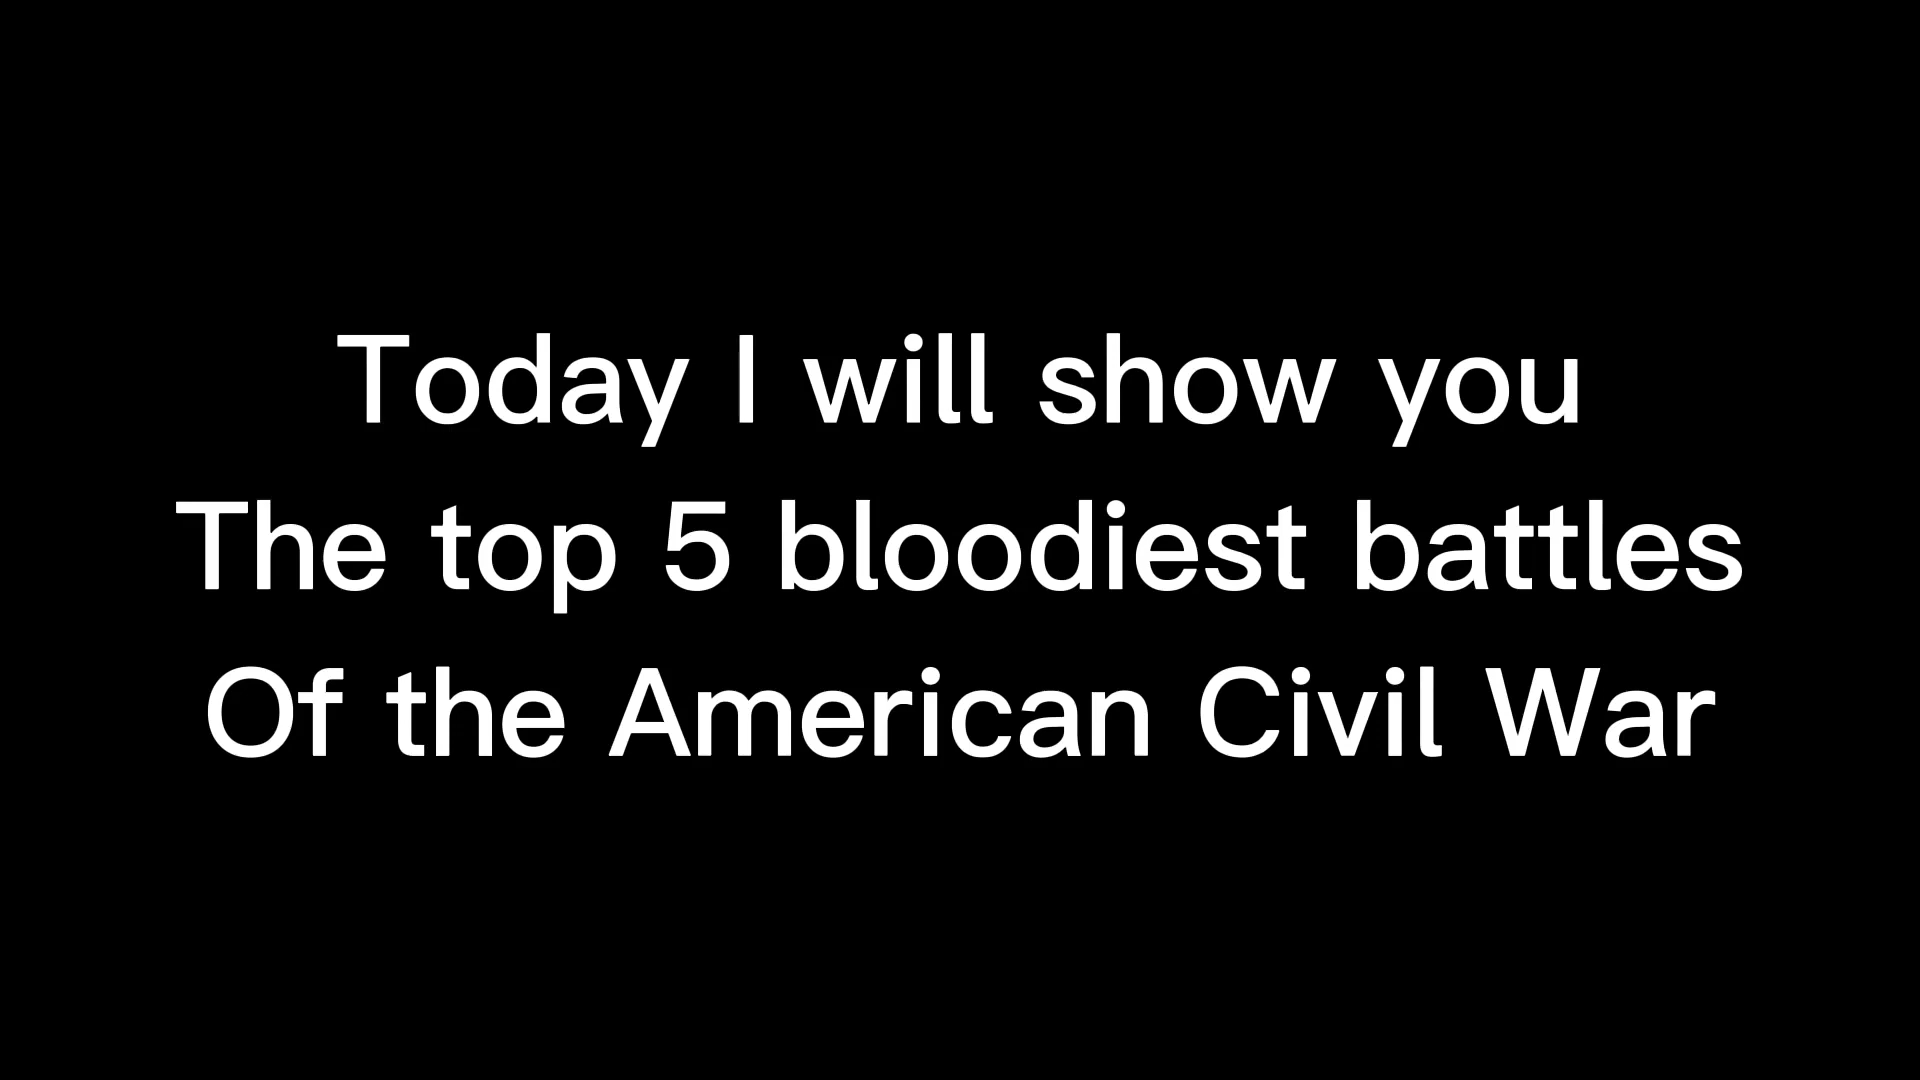 Today I will show you
The top 5 bloodiest battles
Of the American Civil War